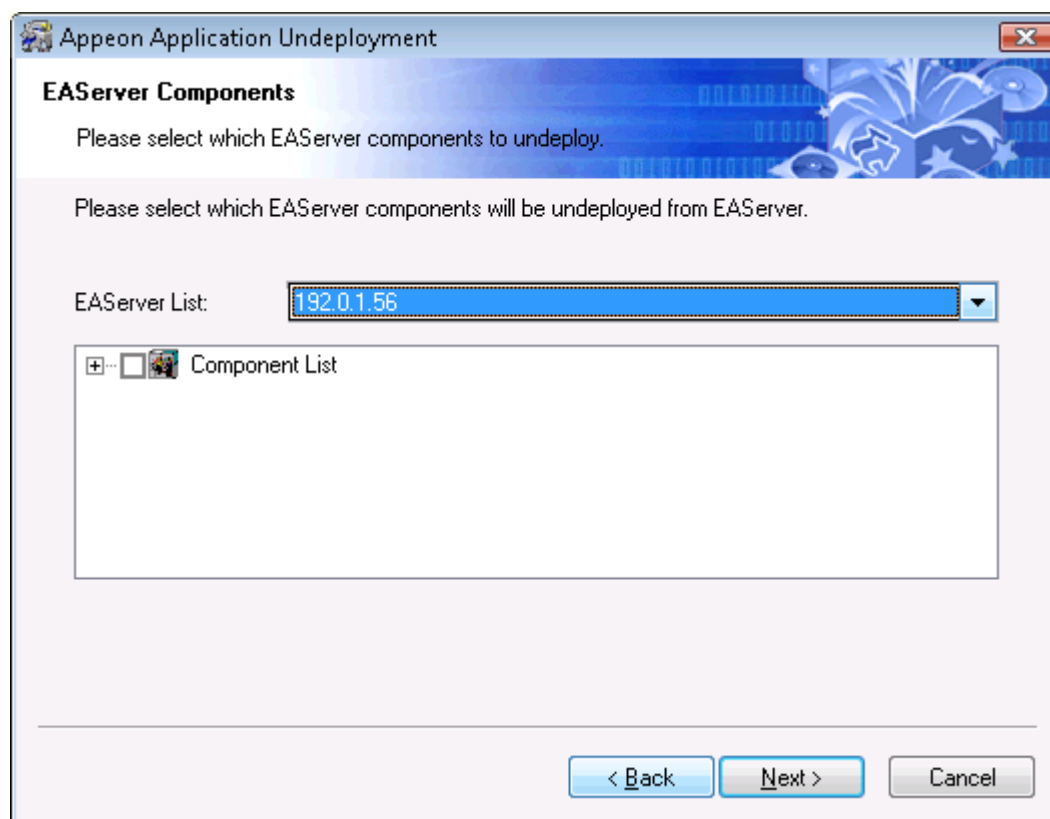 Appeon Application Undeployment
EAServer Components
Please select which EAServer components to undeploy.
Please select which EAServer components will be undeployed from EAServer.
EAServer List: 192.0.1.56
Component List
< Back Next > Cancel